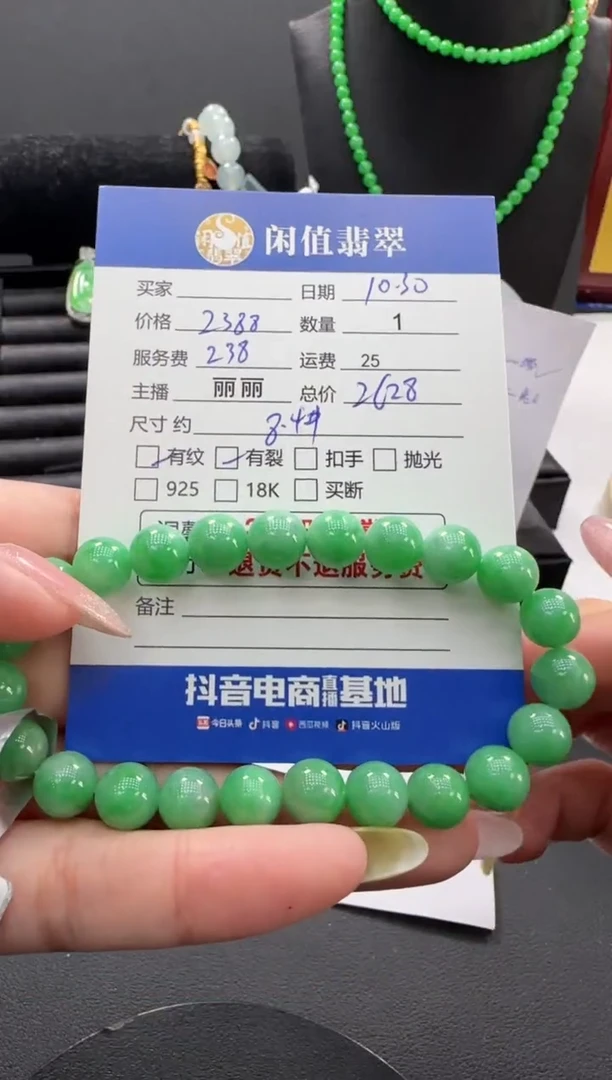 闲值翡翠
买家 日期 10.30
价格 2388 数量 1
服务费 238 运费 25
主播 丽丽 总价 2628
尺寸 约 8.4#
有纹 有裂 扣手 抛光
925 18K 买断
退货不退服务费
备注
抖音电商直播基地
今日头条 抖音 西瓜视频 抖音火山版